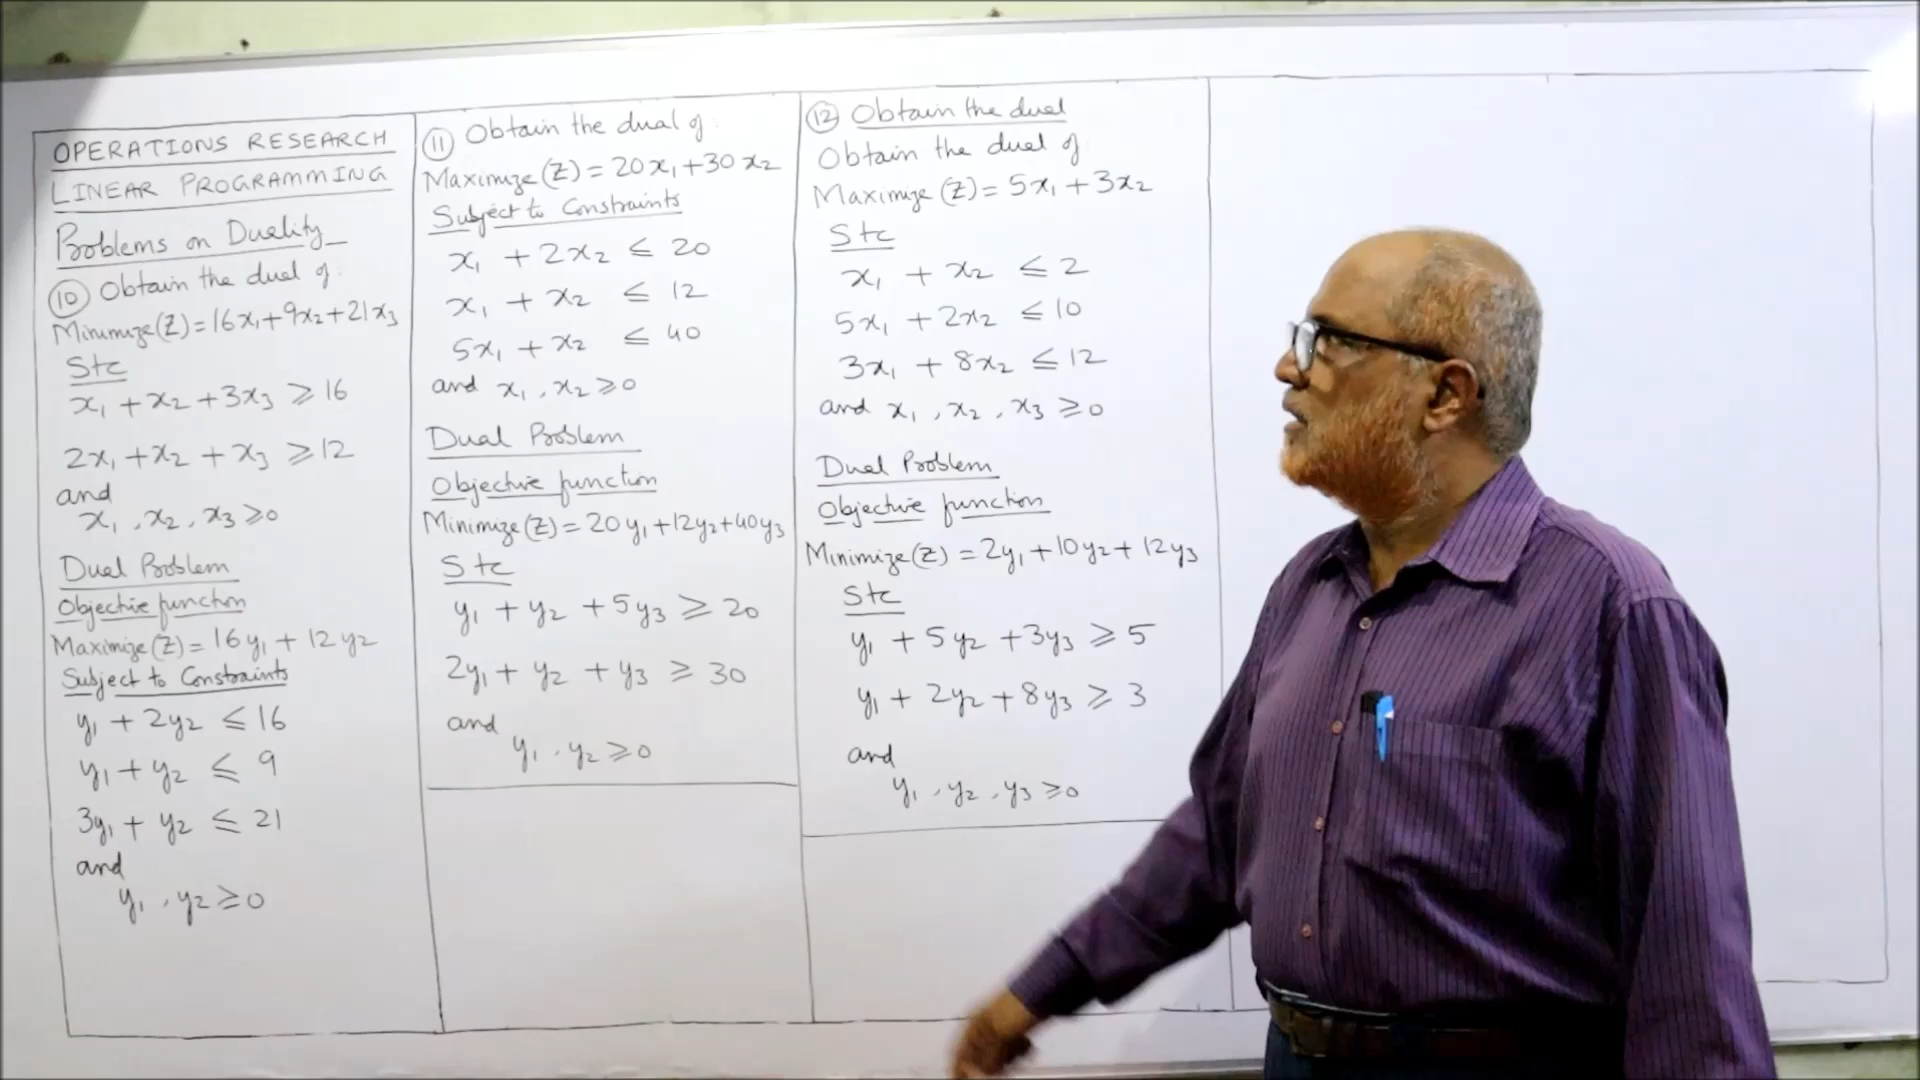 OPERATIONS RESEARCH
LINEAR PROGRAMMING
Problems on Duality
⑩ Obtain the dual of:
Minimize(Z) = 16x₁ + 9x₂ + 21x₃
Stc
x₁ + x₂ + 3x₃ ≥ 16
2x₁ + x₂ + x₃ ≥ 12
and
x₁, x₂, x₃ ≥ 0
Dual Problem
Objective function
Maximize(Z) = 16y₁ + 12y₂
Subject to Constraints
y₁ + 2y₂ ≤ 16
y₁ + y₂ ≤ 9
3y₁ + y₂ ≤ 21
and
y₁, y₂ ≥ 0
⑪ Obtain the dual of:
Maximize(Z) = 20x₁ + 30x₂
Subject to Constraints
x₁ + 2x₂ ≤ 20
x₁ + x₂ ≤ 12
5x₁ + x₂ ≤ 40
and x₁, x₂ ≥ 0
Dual Problem
Objective function
Minimize(Z) = 20y₁ + 12y₂ + 40y₃
Stc
y₁ + y₂ + 5y₃ ≥ 20
2y₁ + y₂ + y₃ ≥ 30
and
y₁, y₂ ≥ 0
⑫ Obtain the dual
Obtain the dual of
Maximize (Z) = 5x₁ + 3x₂
Stc
x₁ + x₂ ≤ 2
5x₁ + 2x₂ ≤ 10
3x₁ + 8x₂ ≤ 12
and x₁, x₂, x₃ ≥ 0
Dual Problem
Objective function
Minimize(Z) = 2y₁ + 10y₂ + 12y₃
Stc
y₁ + 5y₂ + 3y₃ ≥ 5
y₁ + 2y₂ + 8y₃ ≥ 3
and
y₁, y₂, y₃ ≥ 0